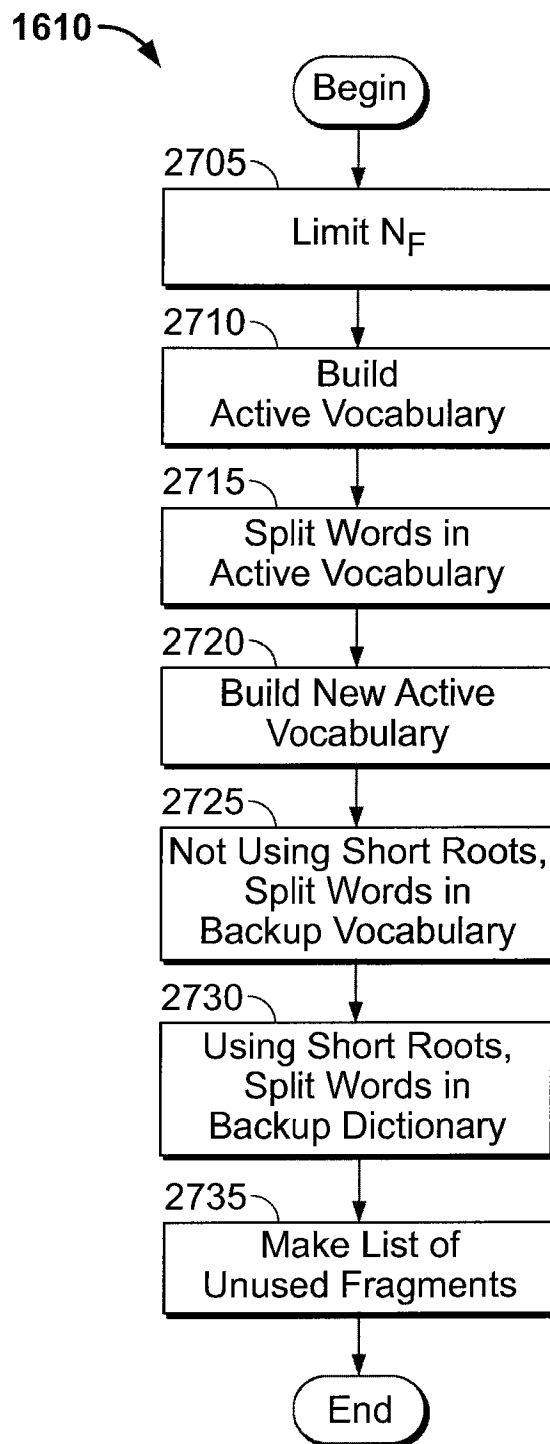 1610
Begin
2705
Limit N_F
2710
Build
Active Vocabulary
2715
Split Words in
Active Vocabulary
2720
Build New Active
Vocabulary
2725
Not Using Short Roots,
Split Words in
Backup Vocabulary
2730
Using Short Roots,
Split Words in
Backup Dictionary
2735
Make List of
Unused Fragments
End